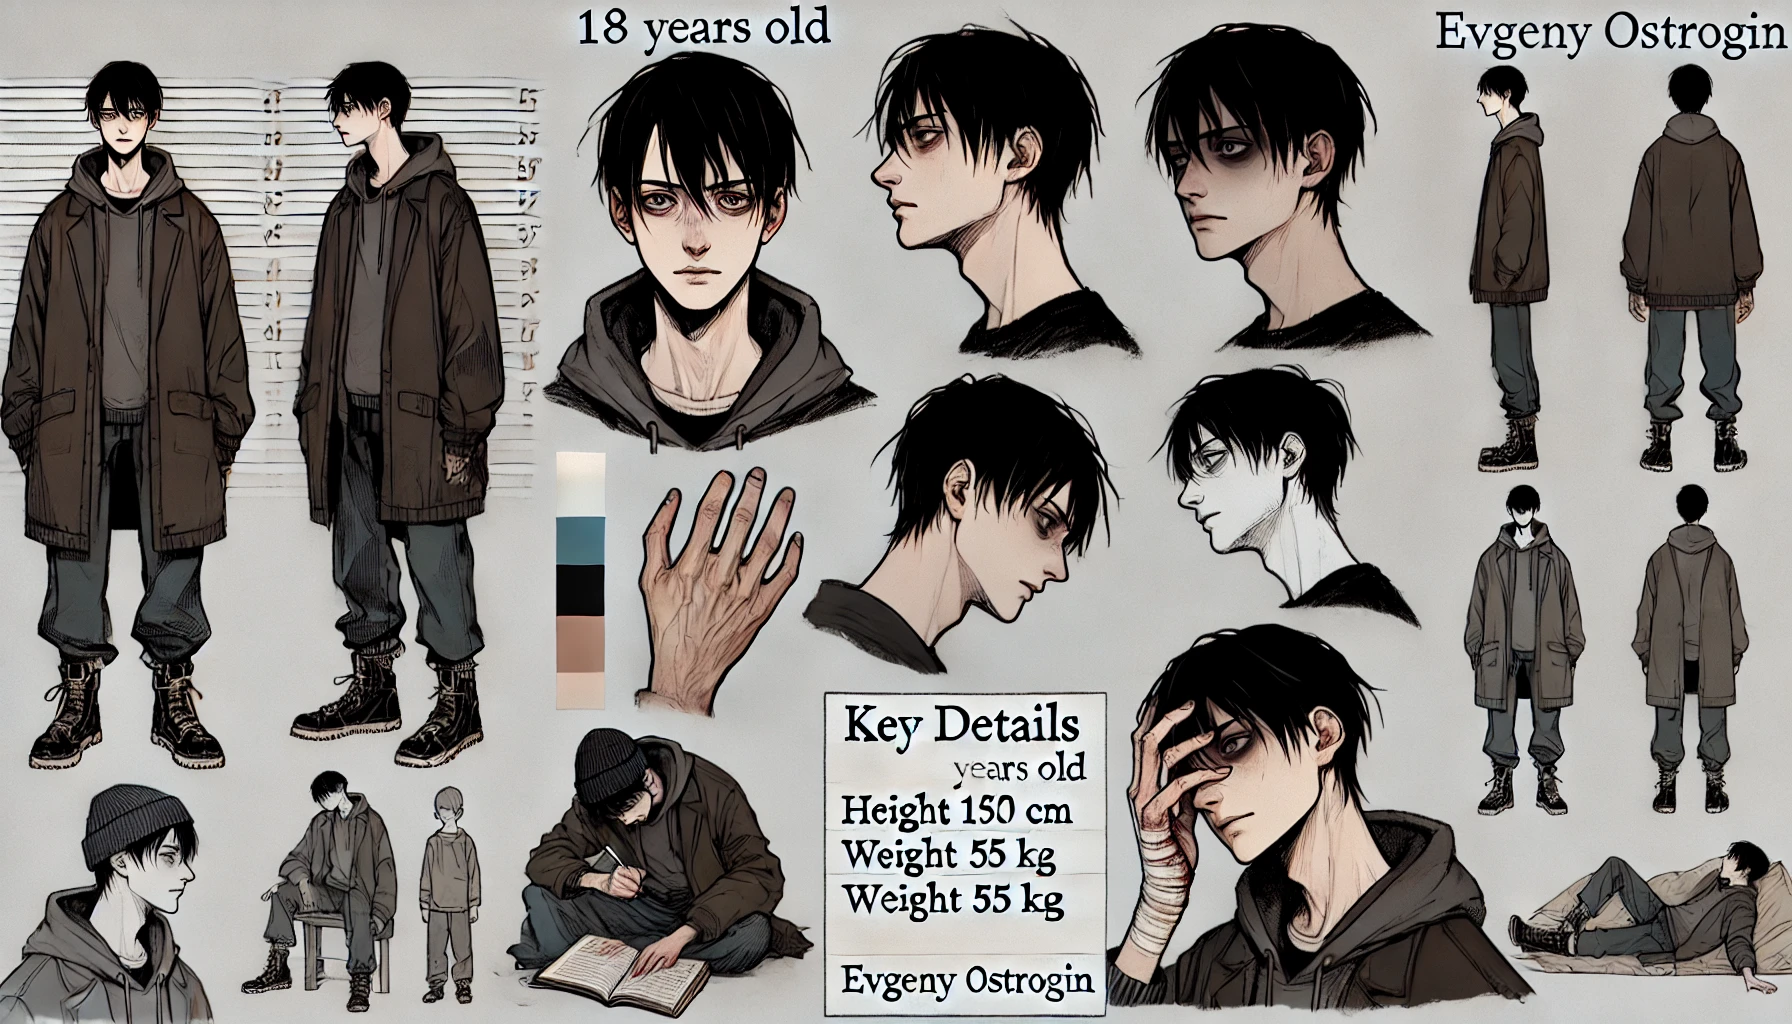 18 years old
Evgeny Ostrogin
Key Details
years old
Height 150 cm
Weight 55 kg
Weight 55 kg
Evgeny Ostrogin